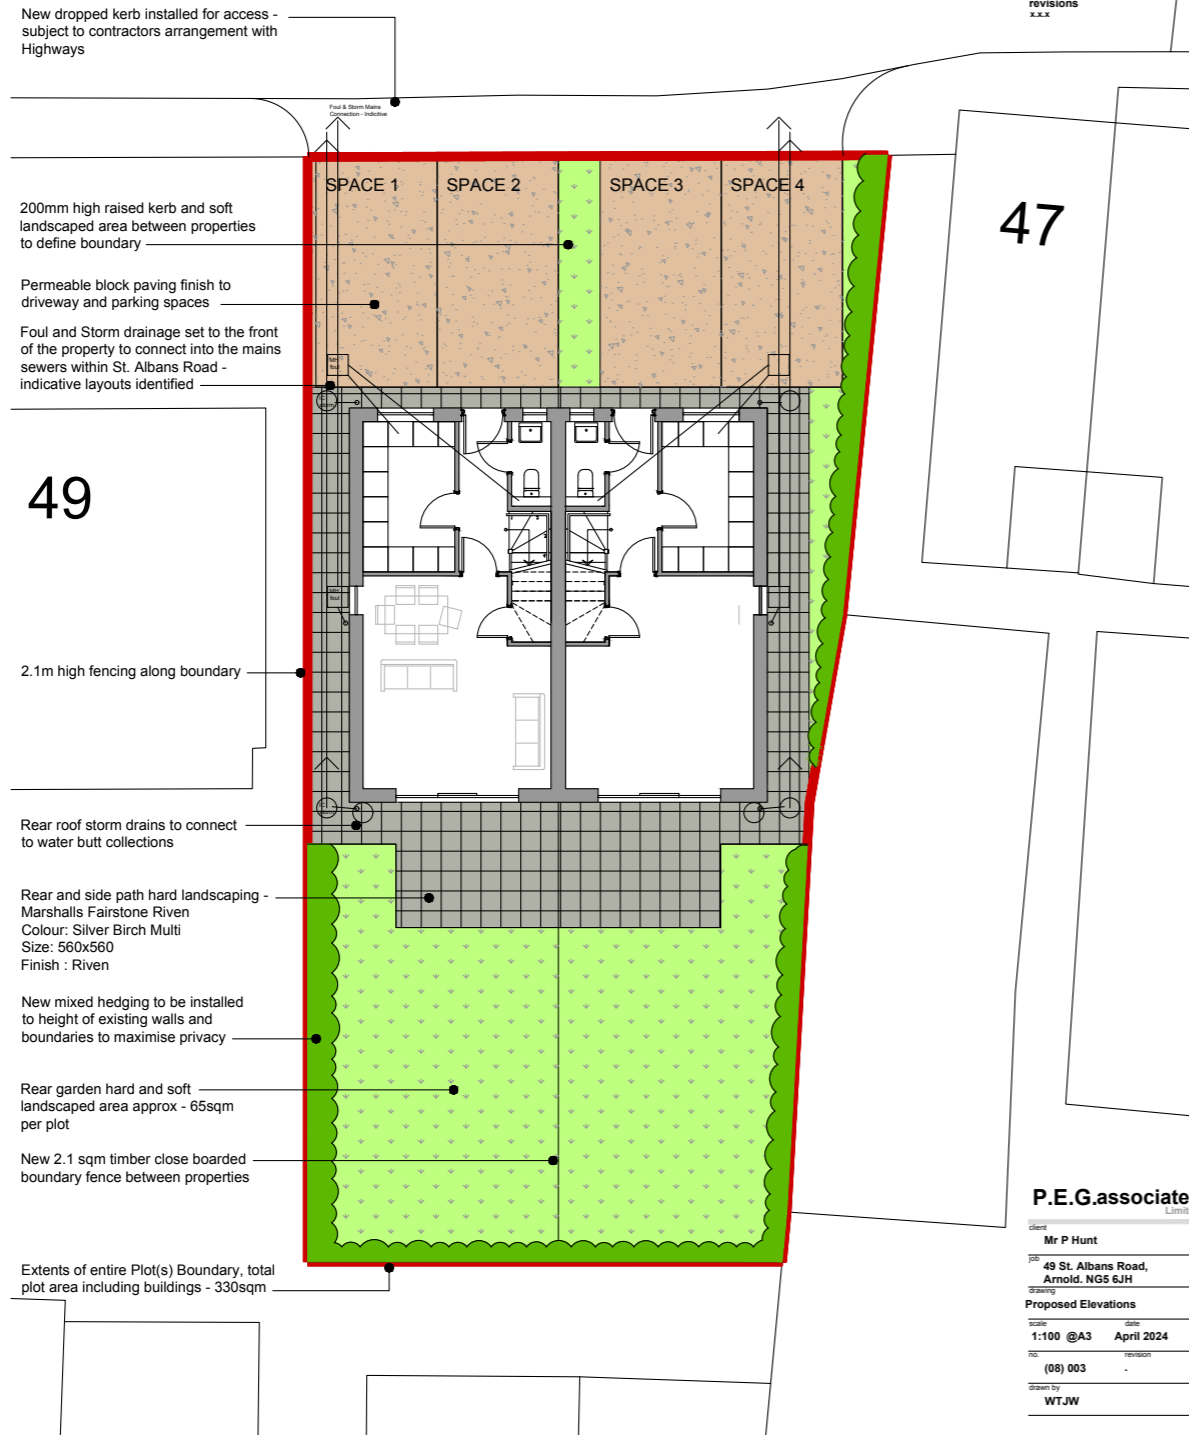 New dropped kerb installed for access -
subject to contractors arrangement with
Highways
revisions
x.x.x
Foul & Storm Mains
Connection - Indicitive
SPACE 1
SPACE 2
SPACE 3
SPACE 4
47
200mm high raised kerb and soft
landscaped area between properties
to define boundary
Permeable block paving finish to
driveway and parking spaces
Foul and Storm drainage set to the front
of the property to connect into the mains
sewers within St. Albans Road -
indicative layouts identified
MH
foul
49
MH
foul
2.1m high fencing along boundary
Rear roof storm drains to connect
to water butt collections
Rear and side path hard landscaping -
Marshalls Fairstone Riven
Colour: Silver Birch Multi
Size: 560x560
Finish : Riven
New mixed hedging to be installed
to height of existing walls and
boundaries to maximise privacy
Rear garden hard and soft
landscaped area approx - 65sqm
per plot
New 2.1 sqm timber close boarded
boundary fence between properties
Extents of entire Plot(s) Boundary, total
plot area including buildings - 330sqm
P.E.G.associate
Limit
client
Mr P Hunt
job
49 St. Albans Road,
Arnold. NG5 6JH
drawing
Proposed Elevations
scale date
1:100 @A3 April 2024
no. revision
(08) 003 -
drawn by
WTJW